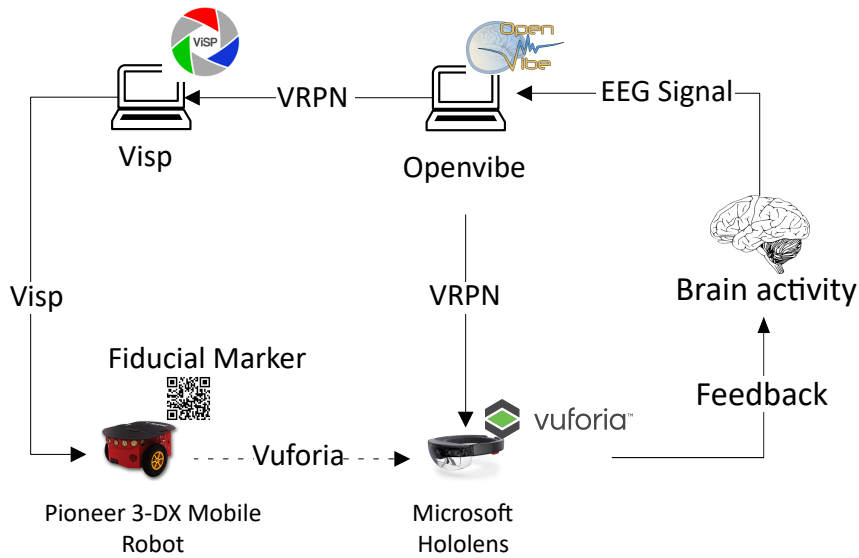 ViSP
Open
Vibe
VRPN
EEG Signal
Visp
Openvibe
Visp
VRPN
Brain activity
Fiducial Marker
Feedback
vuforia™
Vuforia
Pioneer 3-DX Mobile
Robot
Microsoft
Hololens